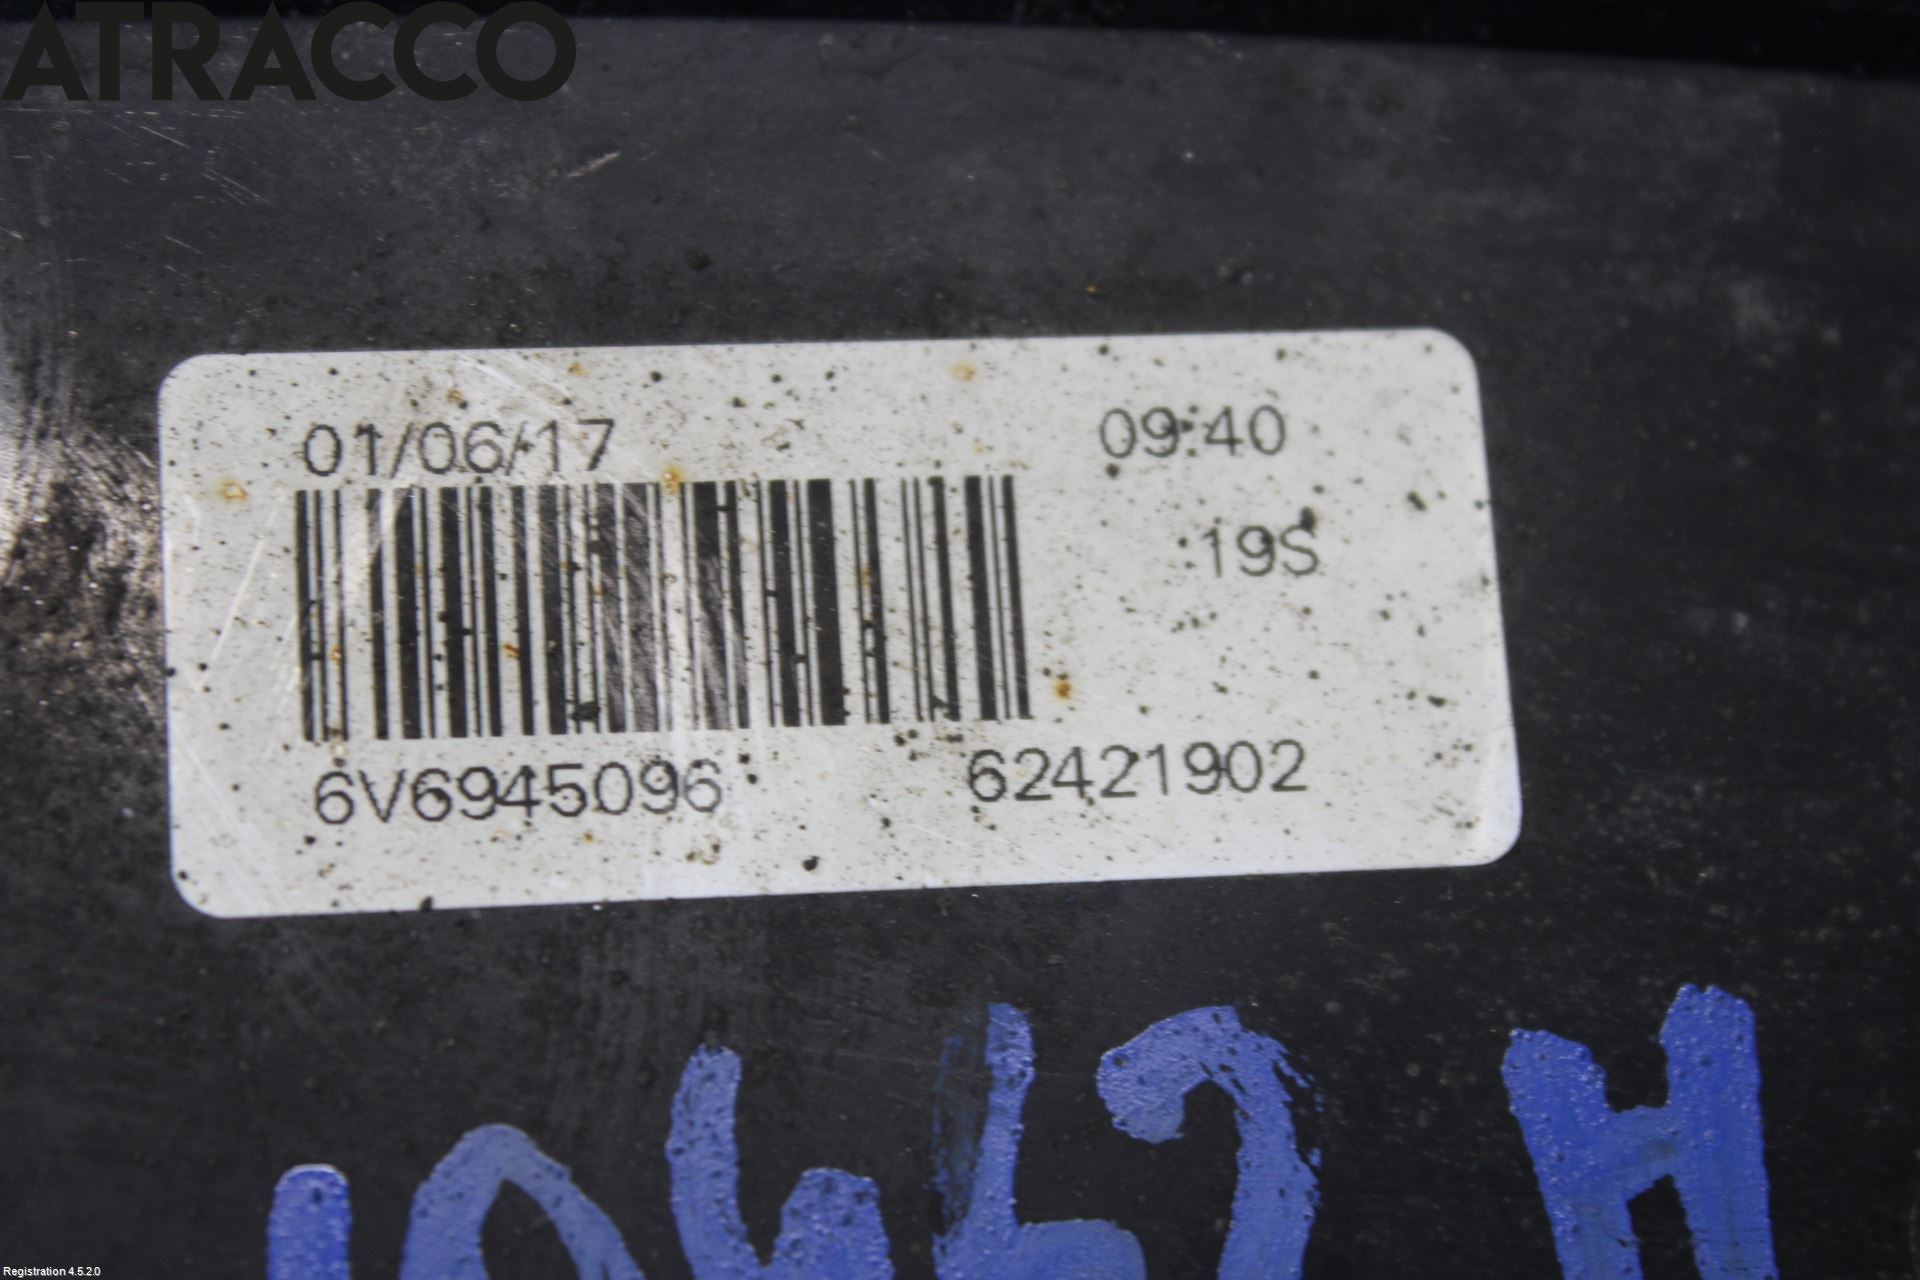 ATRACCO
01/06/17 09:40
19S
6V6945096 62421902
Registration 4.5.2.0